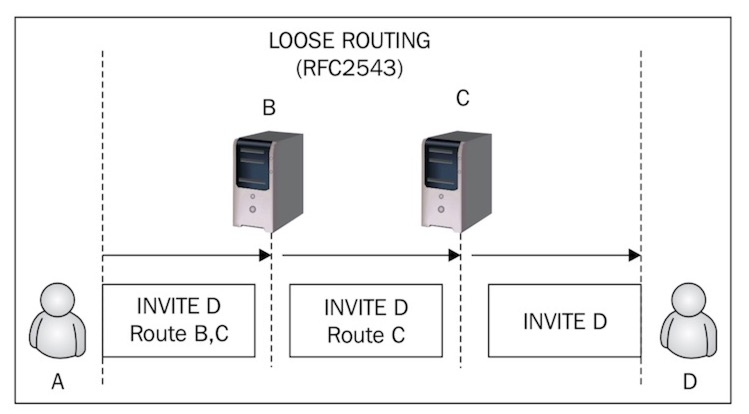 LOOSE ROUTING
(RFC2543)
B
C
INVITE D
Route B,C
INVITE D
Route C
INVITE D
A
D